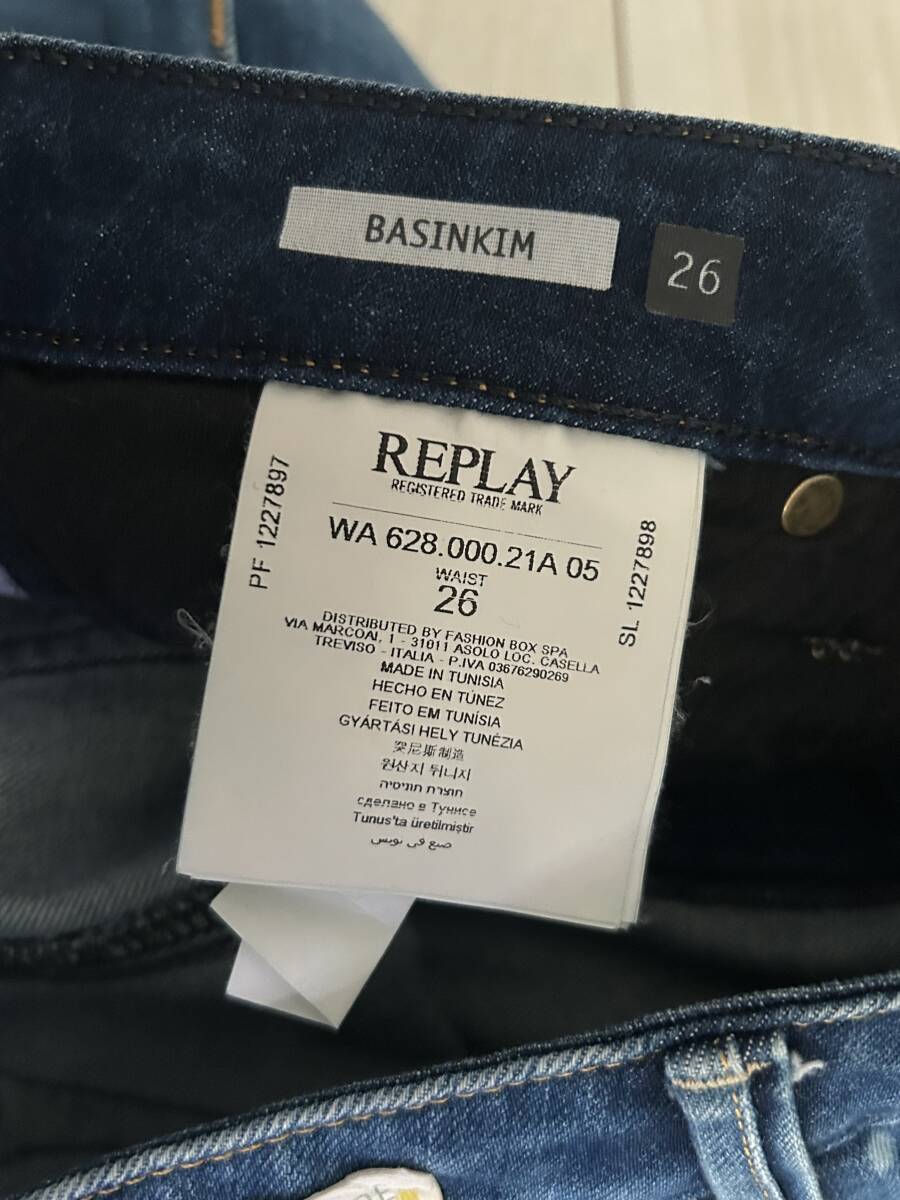 BASINKIM
26
REPLAY
REGISTERED TRADE MARK
PF 1227897
WA 628.000.21A 05
SL 1227898
WAIST
26
DISTRIBUTED BY FASHION BOX SPA
VIA MARCOAI, 1 - 31011 ASOLO LOC. CASELLA
TREVISO - ITALIA - P.IVA 03676290269
MADE IN TUNISIA
HECHO EN TÚNEZ
FEITO EM TUNÍSIA
GYÁRTÁSI HELY TUNÉZIA
突尼斯制造
원산지 튀니지
תוצרת תוניסיה
сделано в Тунисе
Tunus'ta üretilmiştir
صنع في تونس